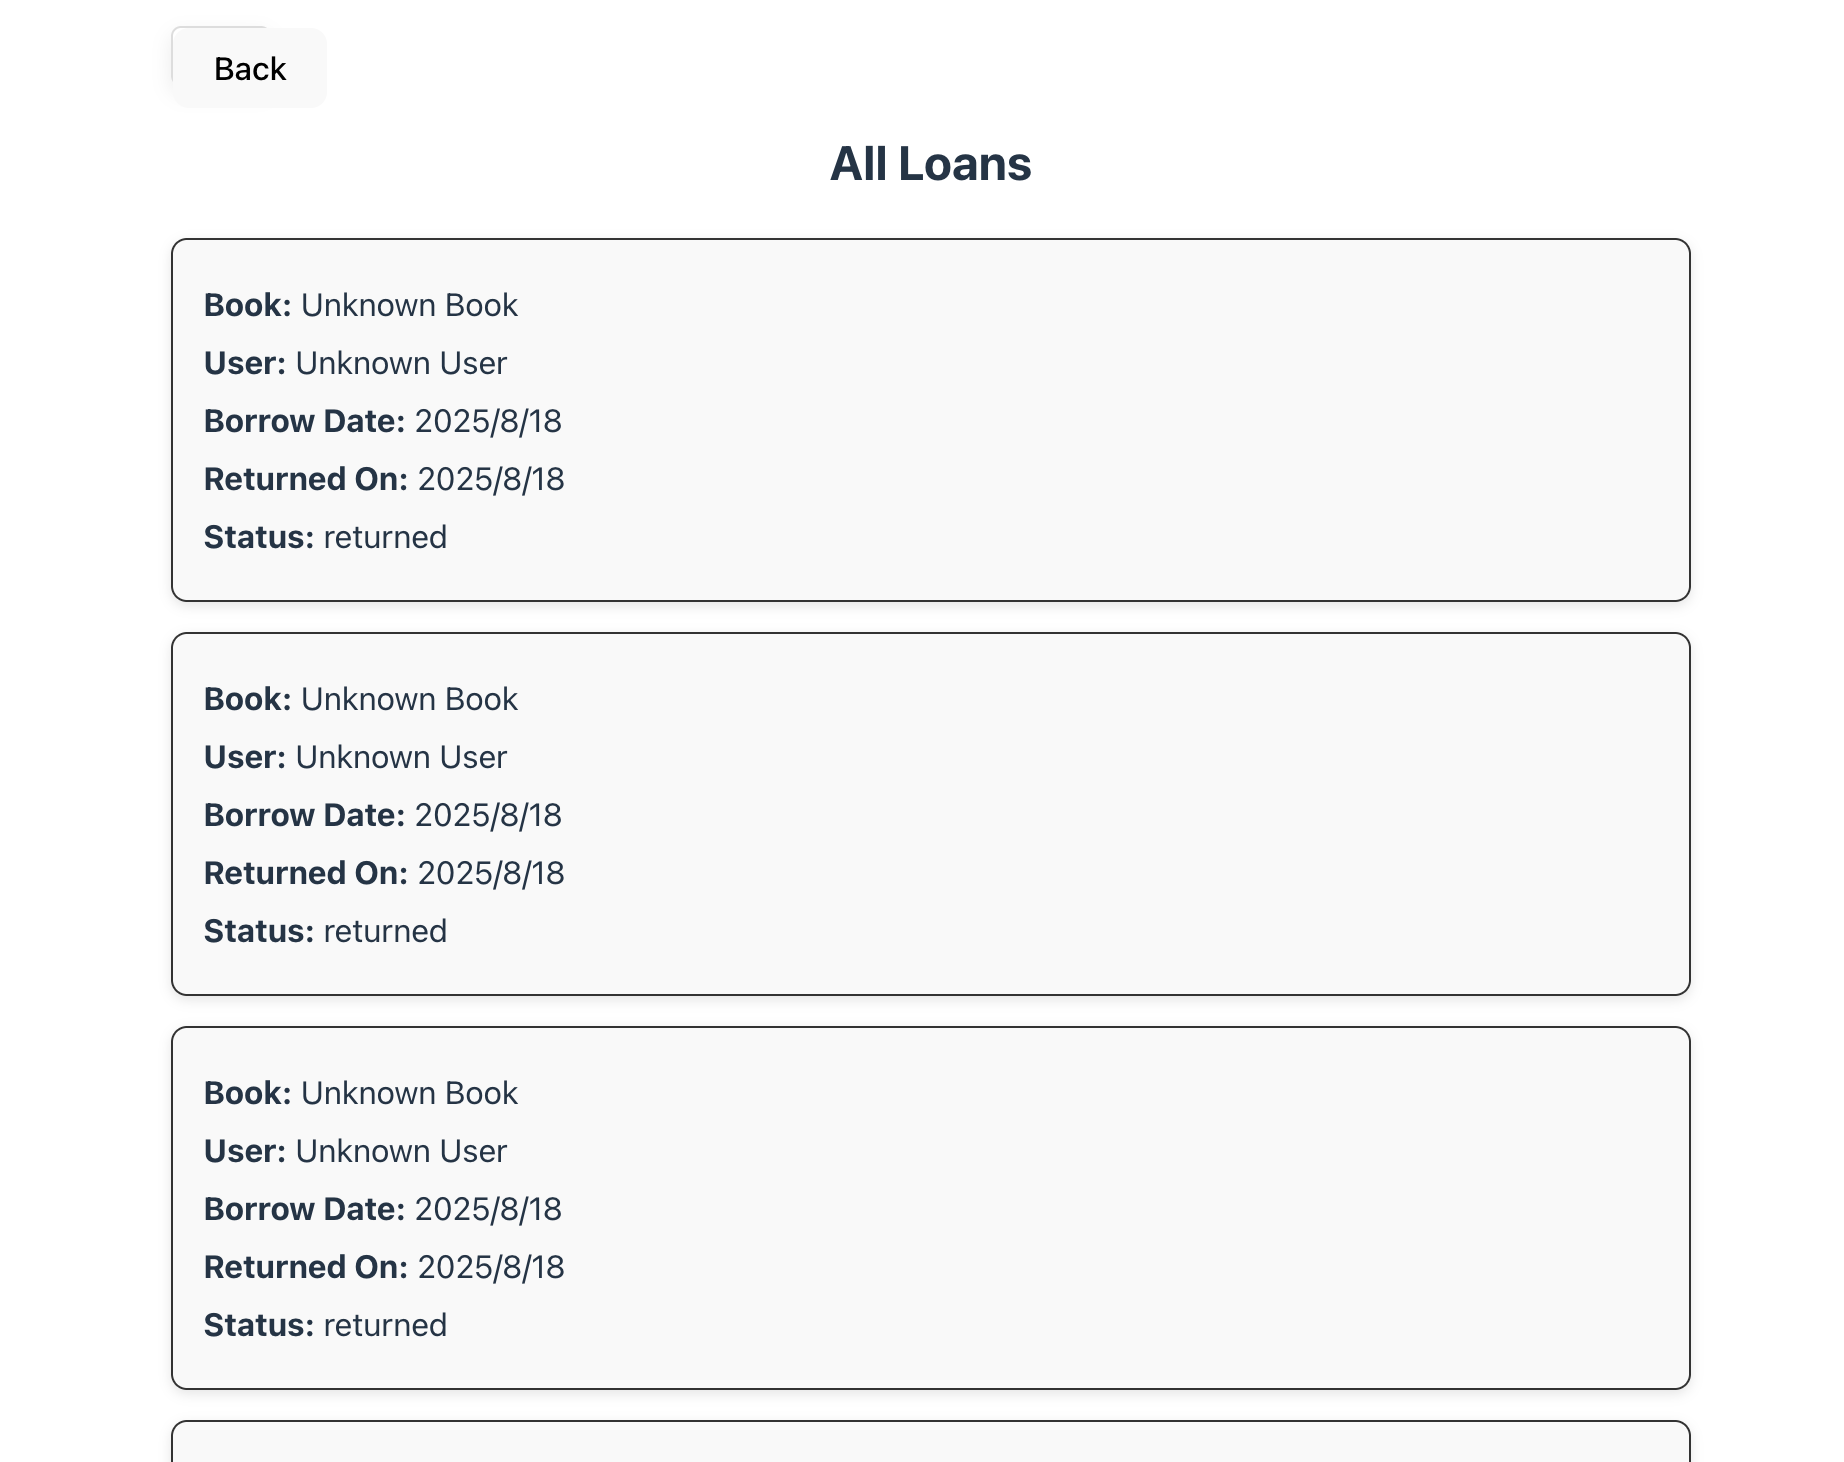 Back
All Loans
Book: Unknown Book
User: Unknown User
Borrow Date: 2025/8/18
Returned On: 2025/8/18
Status: returned
Book: Unknown Book
User: Unknown User
Borrow Date: 2025/8/18
Returned On: 2025/8/18
Status: returned
Book: Unknown Book
User: Unknown User
Borrow Date: 2025/8/18
Returned On: 2025/8/18
Status: returned